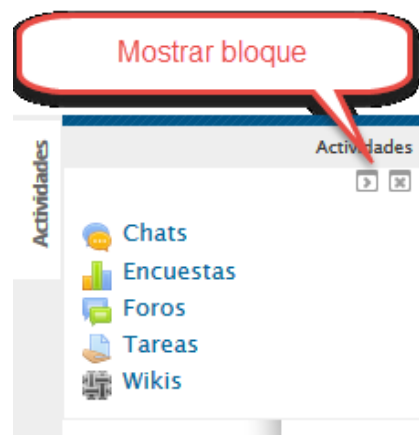 Mostrar bloque
Actividades
Actividades
Chats
Encuestas
Foros
Tareas
Wikis